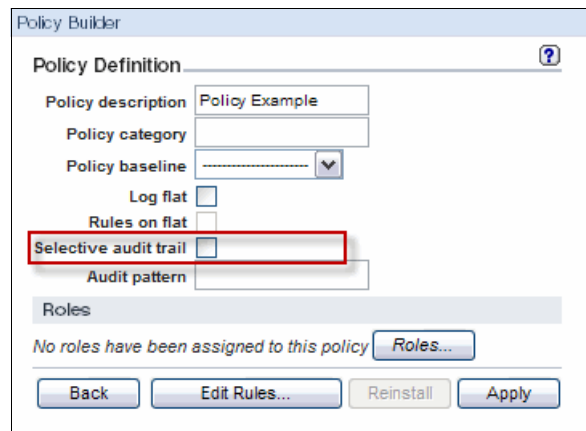 Policy Builder
?
Policy Definition
Policy description Policy Example
Policy category
Policy baseline ----------------------
Log flat
Rules on flat
Selective audit trail
Audit pattern
Roles
No roles have been assigned to this policy Roles...
Back Edit Rules... Reinstall Apply